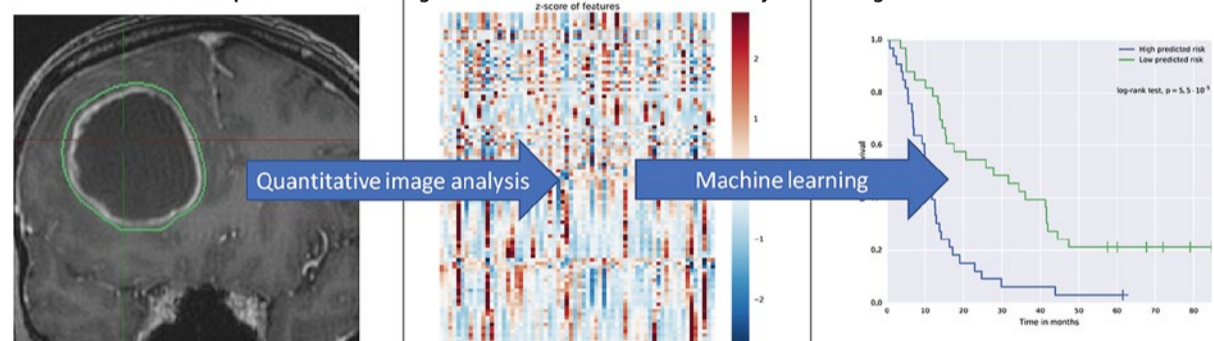 z-score of features
2
1
-1
-2
Quantitative image analysis
Machine learning
High predicted risk
Low predicted risk
log-rank test, p = 5,5 · 10⁻⁵
1.0
0.8
0.6
0.2
0.0
0 10 20 30 40 50 60 70 80
Time in months